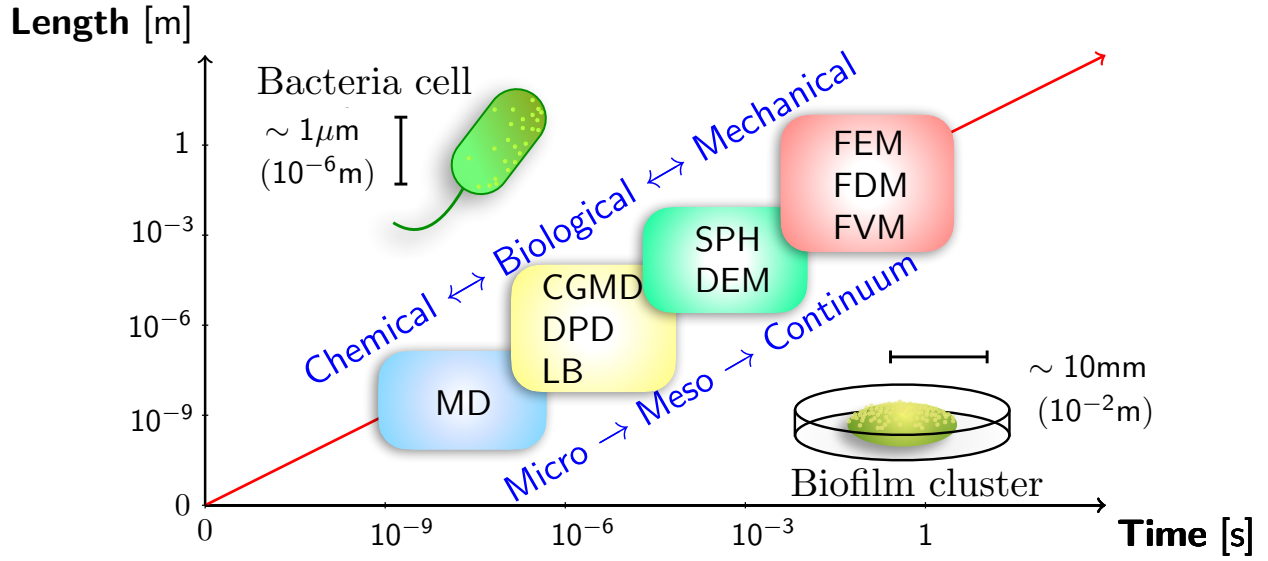 Length [m]
Bacteria cell
∼ 1μm
(10⁻⁶m)
1
10⁻³
10⁻⁶
10⁻⁹
0
Chemical ↔ Biological ↔ Mechanical
FEM
FDM
FVM
SPH
DEM
CGMD
DPD
LB
MD
Micro → Meso → Continuum
∼ 10mm
(10⁻²m)
Biofilm cluster
0
10⁻⁹
10⁻⁶
10⁻³
1
Time [s]